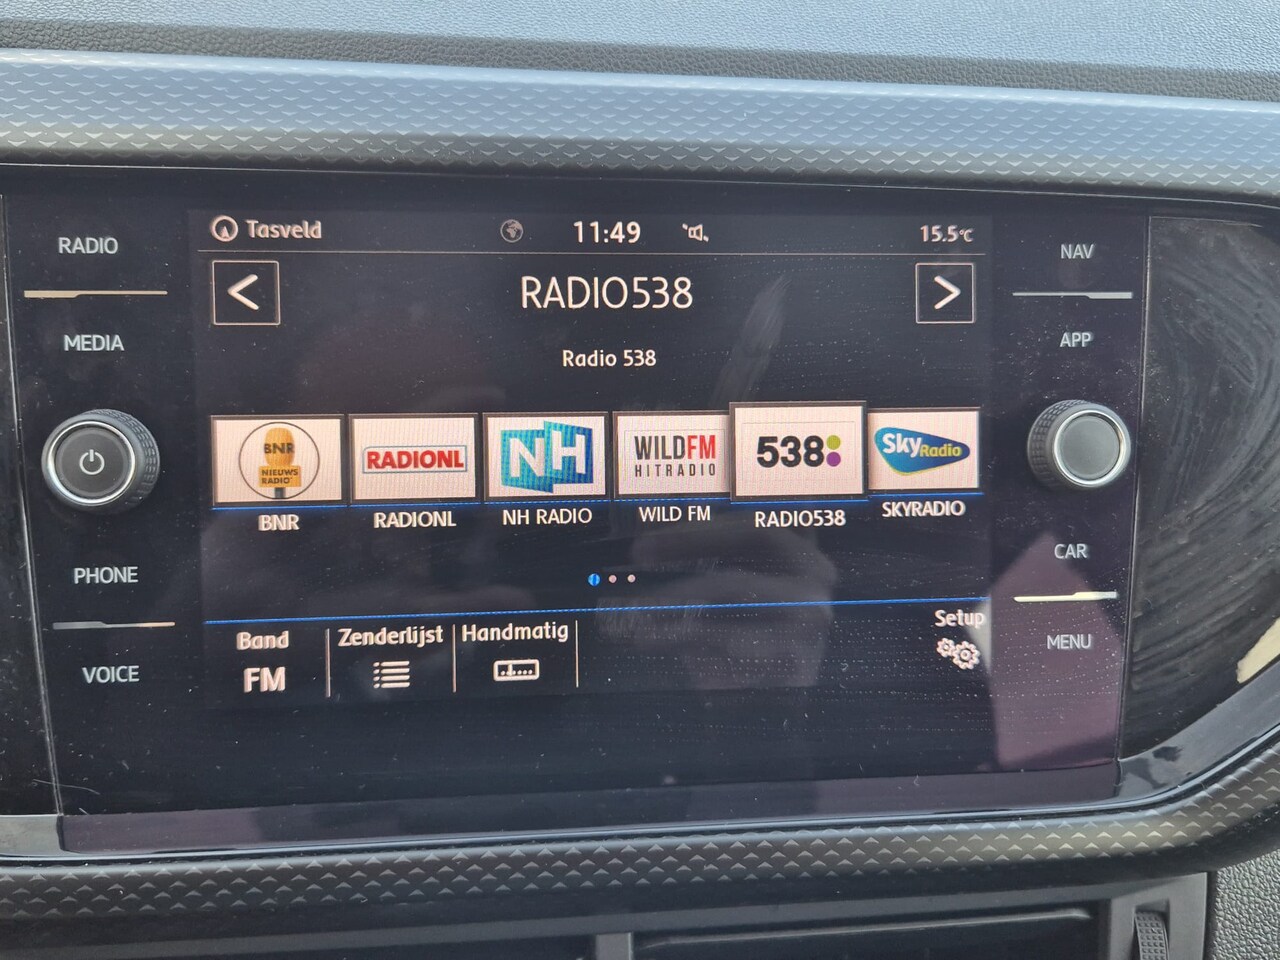 RADIO
MEDIA
PHONE
VOICE
Tasveld
11:49
15.5°C
<
RADIO538
>
Radio 538
BNR NIEUWS RADIO
RADIONL
NH
WILDFM HITRADIO
538
Sky Radio
BNR
RADIONL
NH RADIO
WILD FM
RADIO538
SKYRADIO
Band
FM
Zenderlijst
Handmatig
Setup
NAV
APP
CAR
MENU